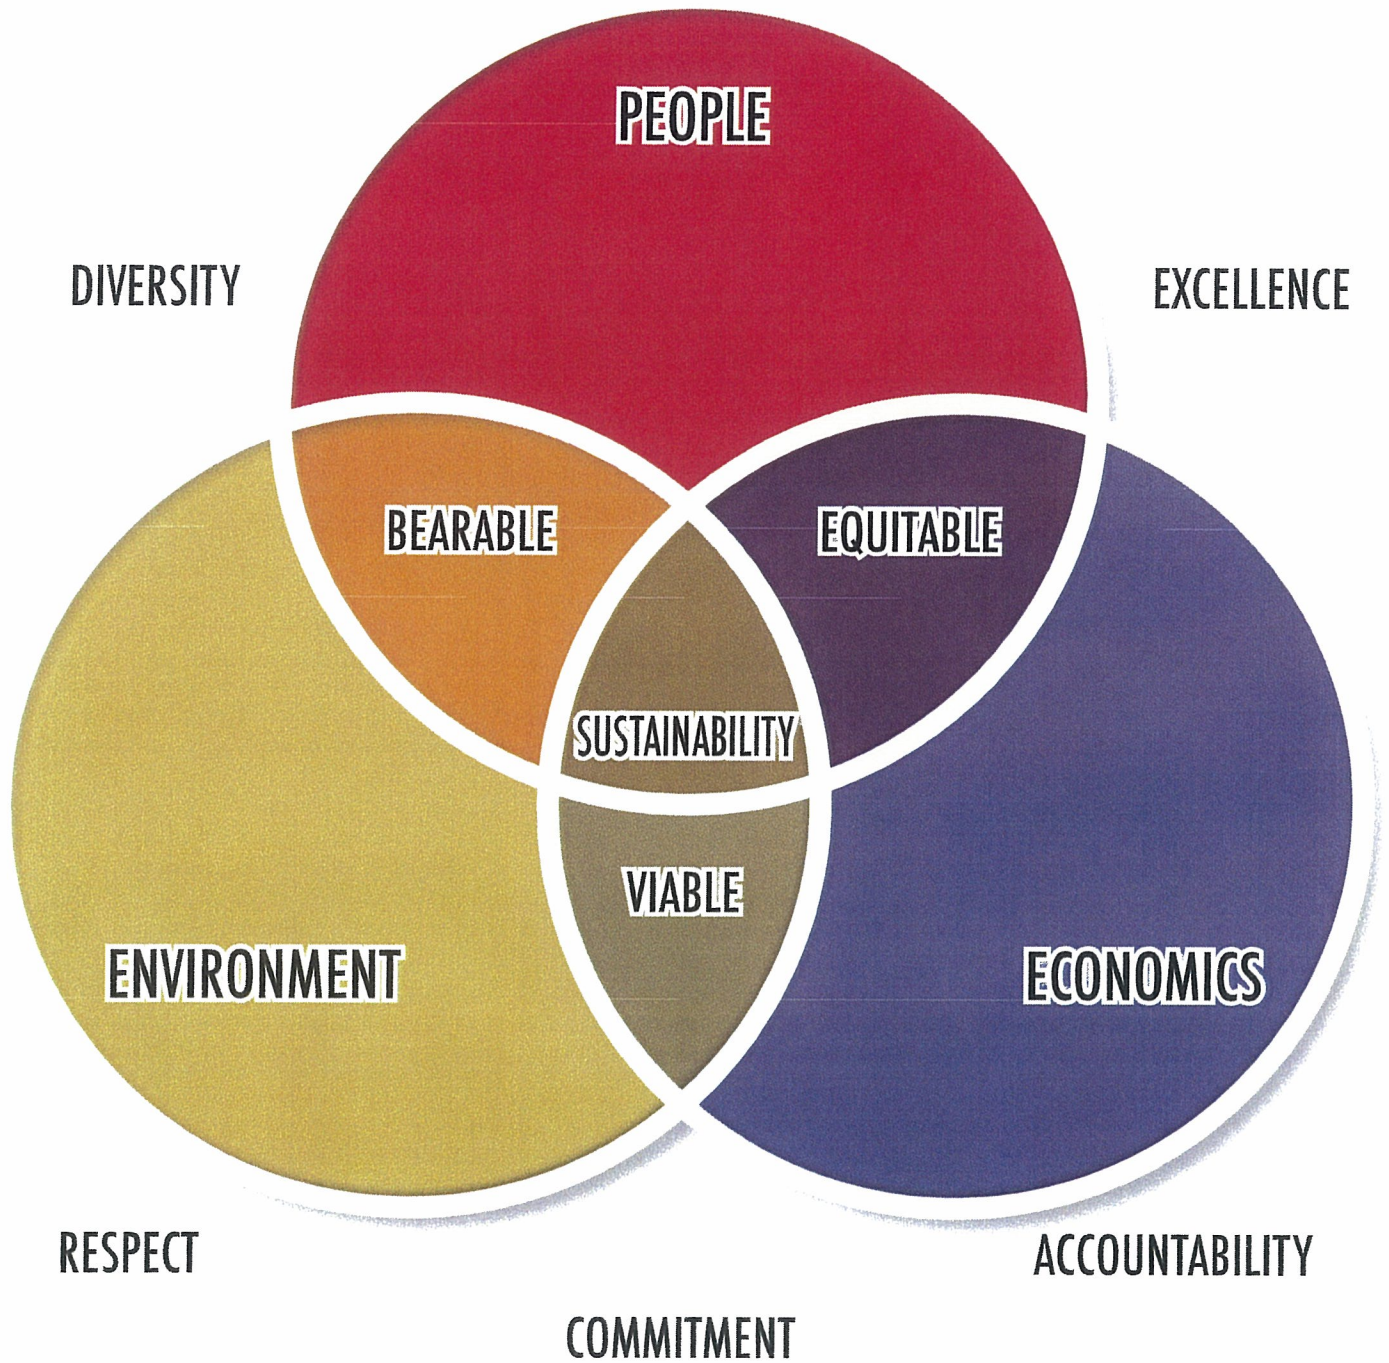 PEOPLE
DIVERSITY
EXCELLENCE
BEARABLE
EQUITABLE
SUSTAINABILITY
VIABLE
ENVIRONMENT
ECONOMICS
RESPECT
ACCOUNTABILITY
COMMITMENT